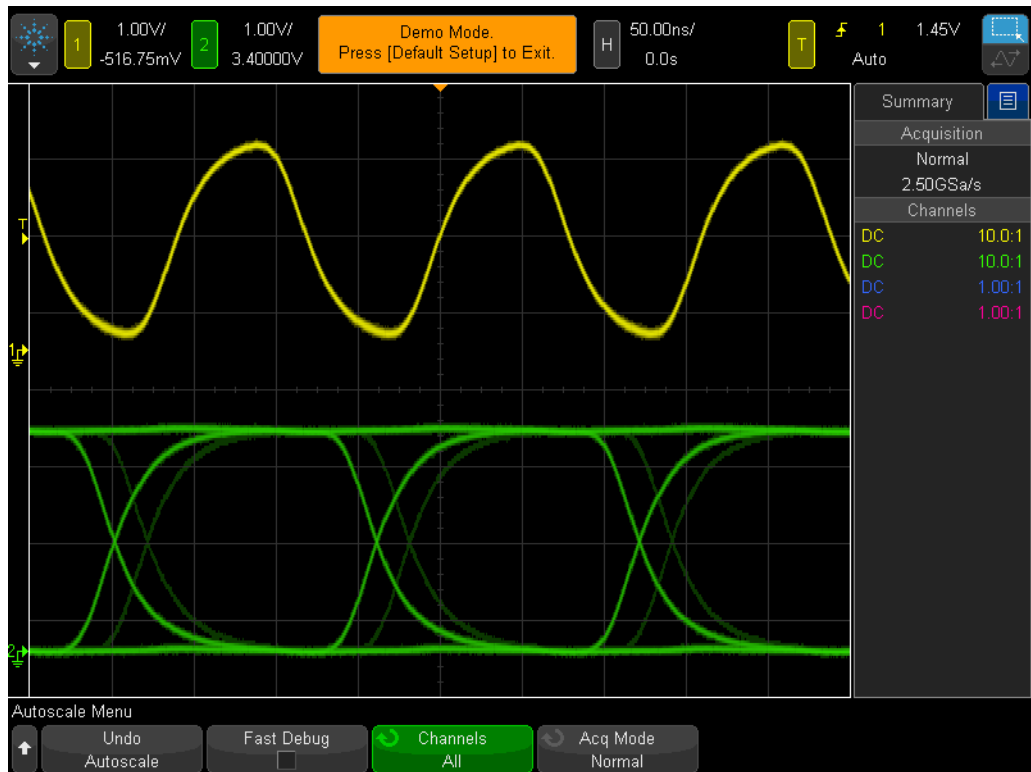 1 1.00V/ 2 1.00V/ Demo Mode. H 50.00ns/ T 1 1.45V
-516.75mV 3.40000V Press [Default Setup] to Exit. 0.0s Auto
Summary
Acquisition
Normal
2.50GSa/s
Channels
DC 10.0:1
DC 10.0:1
DC 1.00:1
DC 1.00:1
T
1
2
Autoscale Menu
Undo Fast Debug Channels Acq Mode
Autoscale All Normal